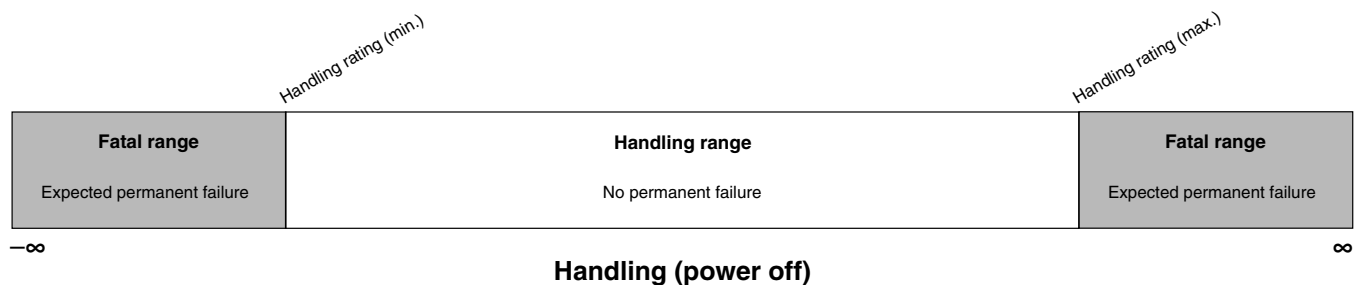 Handling rating (min.)
Handling rating (max.)
Fatal range
Handling range
Fatal range
Expected permanent failure
No permanent failure
Expected permanent failure
–∞
∞
Handling (power off)